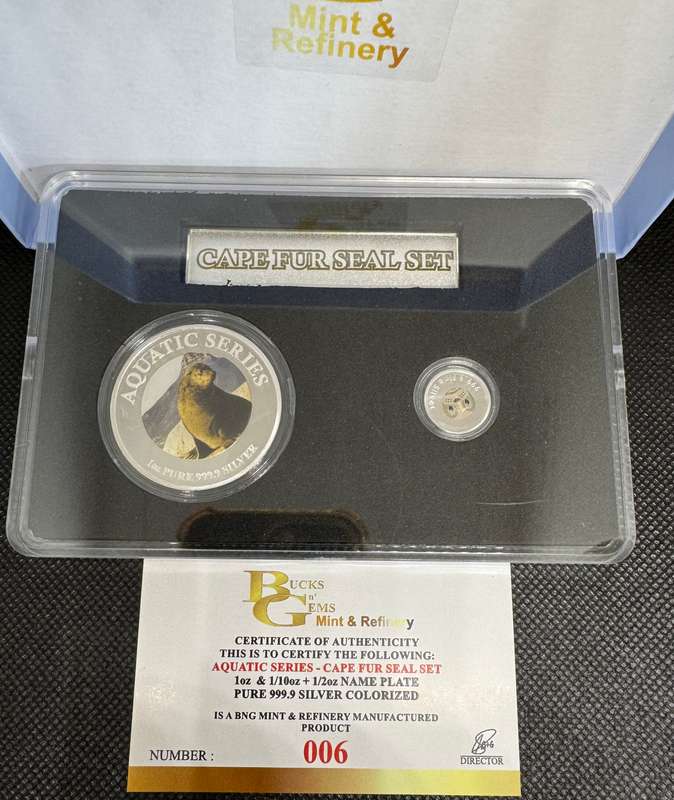 Mint &
Refinery
CAPE FUR SEAL SET
AQUATIC SERIES
1oz PURE 999.9 SILVER
BUCKS
n'
GEMS
Mint & Refinery
CERTIFICATE OF AUTHENTICITY
THIS IS TO CERTIFY THE FOLLOWING:
AQUATIC SERIES - CAPE FUR SEAL SET
1oz & 1/10oz + 1/2oz NAME PLATE
PURE 999.9 SILVER COLORIZED
IS A BNG MINT & REFINERY MANUFACTURED
PRODUCT
NUMBER :
006
DIRECTOR